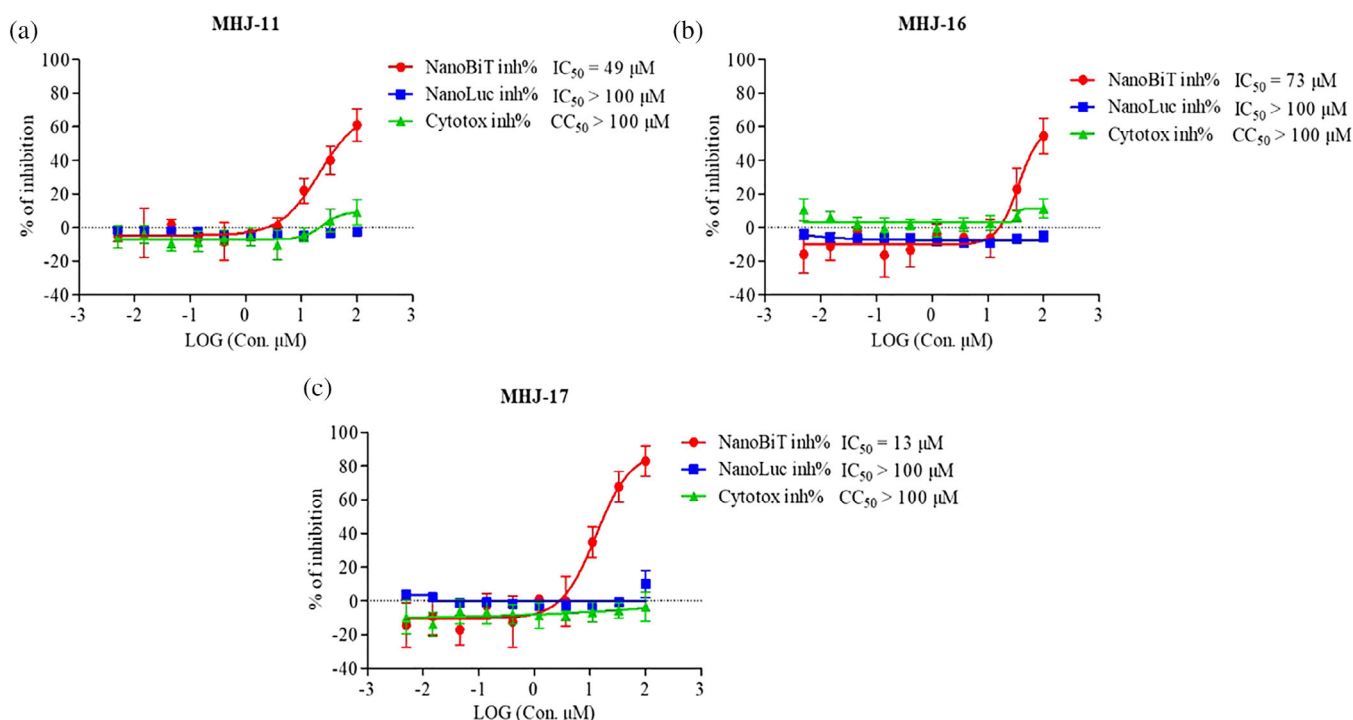 (a)
MHJ-11
NanoBiT inh% IC50 = 49 μM
NanoLuc inh% IC50 > 100 μM
Cytotox inh% CC50 > 100 μM
% of inhibition
100
80
60
40
20
0
-20
-40
-3 -2 -1 0 1 2 3
LOG (Con. μM)
(b)
MHJ-16
NanoBiT inh% IC50 = 73 μM
NanoLuc inh% IC50 > 100 μM
Cytotox inh% CC50 > 100 μM
% of inhibition
100
80
60
40
20
0
-20
-40
-3 -2 -1 0 1 2 3
LOG (Con. μM)
(c)
MHJ-17
NanoBiT inh% IC50 = 13 μM
NanoLuc inh% IC50 > 100 μM
Cytotox inh% CC50 > 100 μM
% of inhibition
100
80
60
40
20
0
-20
-40
-3 -2 -1 0 1 2 3
LOG (Con. μM)